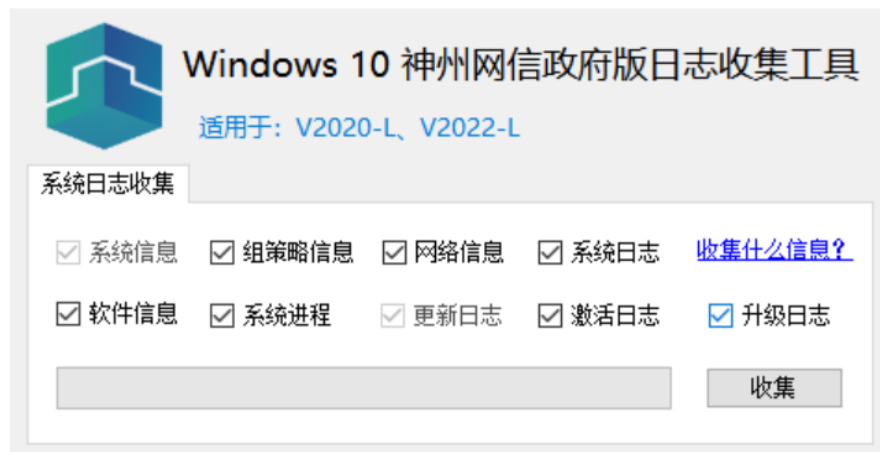 Windows 10 神州网信政府版日志收集工具
适用于：V2020-L、V2022-L
系统日志收集
系统信息 组策略信息 网络信息 系统日志 收集什么信息？
软件信息 系统进程 更新日志 激活日志 升级日志
收集